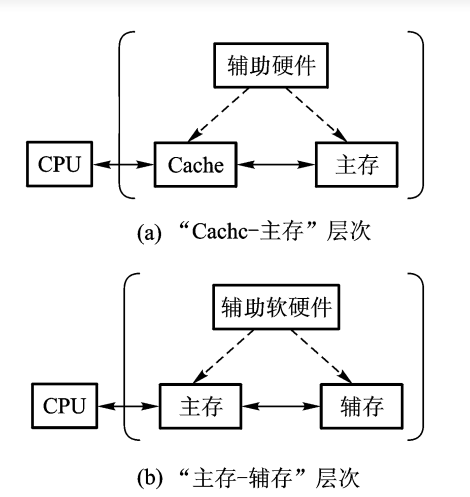 辅助硬件
CPU
Cache
主存
(a) “Cachc-主存”层次
辅助软硬件
CPU
主存
辅存
(b) “主存-辅存”层次